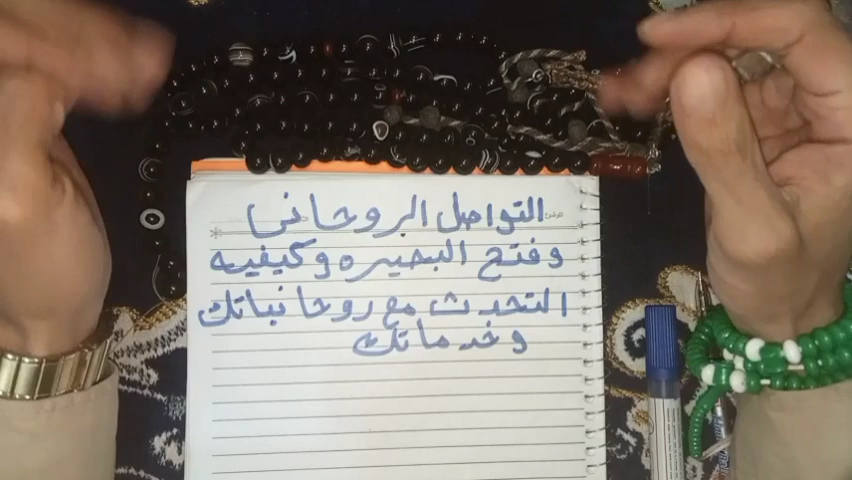 التواصل الروحاني
وفتح البصيره وكيفيه
التحدث مع روحانياتك
وخدماتك